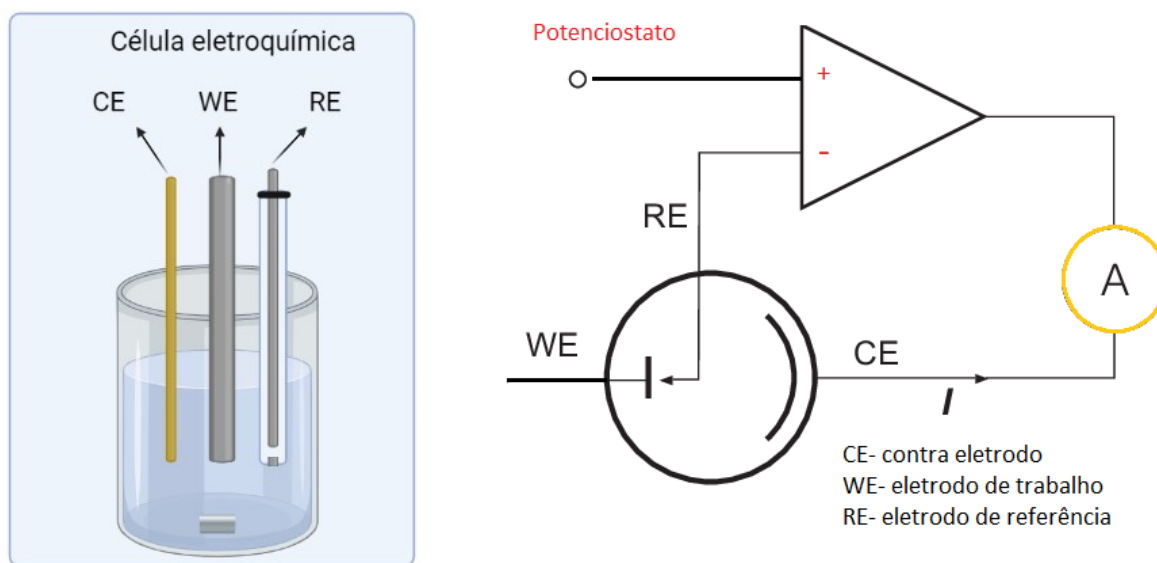 Célula eletroquímica
CE WE RE
Potenciostato
+
-
RE
A
WE
CE
I
CE- contra eletrodo
WE- eletrodo de trabalho
RE- eletrodo de referência